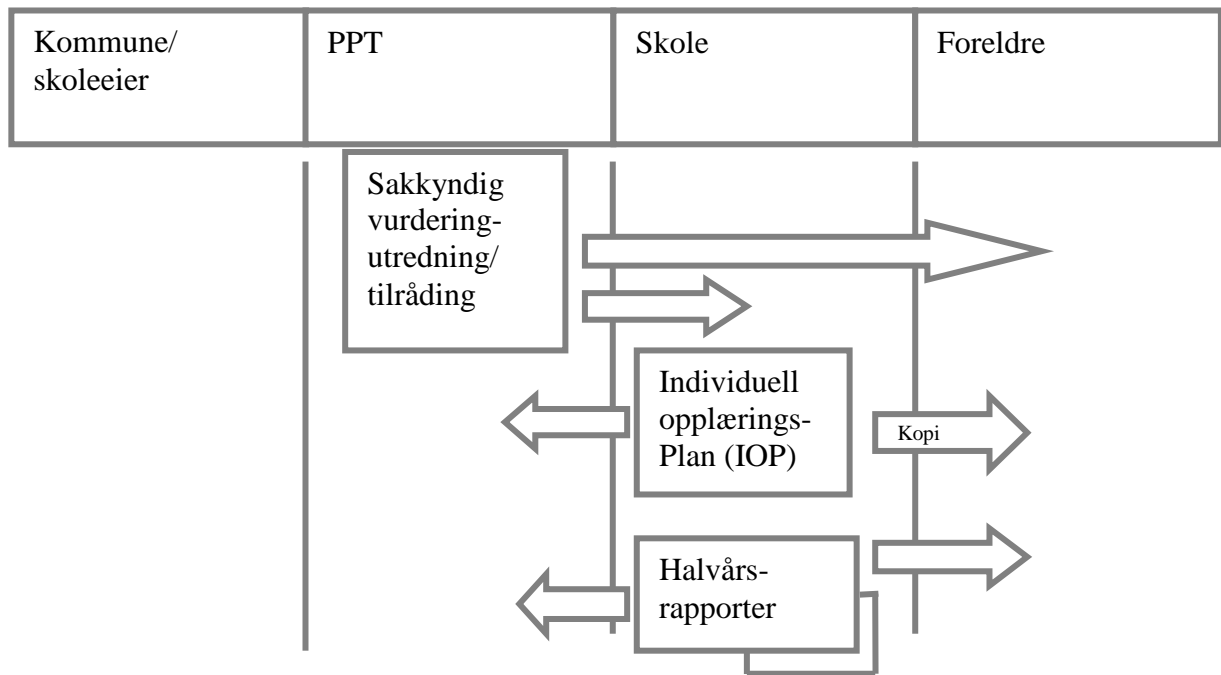 Kommune/
skoleeier
PPT
Skole
Foreldre
Sakkyndig
vurdering-
utredning/
tilråding
Individuell
opplærings-
Plan (IOP)
Kopi
Halvårs-
rapporter